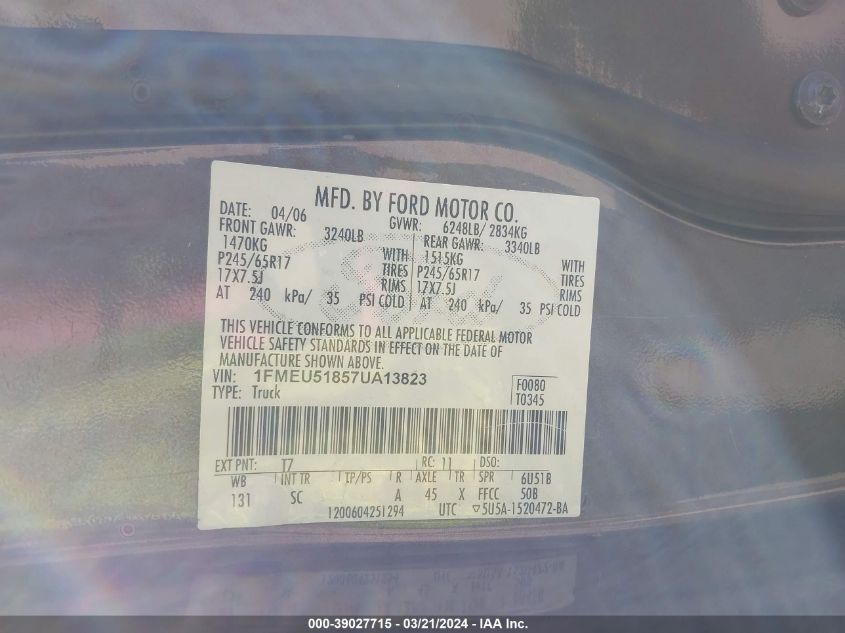 MFD. BY FORD MOTOR CO.
DATE: 04/06 GVWR: 6248LB/ 2834KG
FRONT GAWR: 3240LB REAR GAWR: 3340LB
1470KG WITH 1515KG WITH
P245/65R17 TIRES P245/65R17 TIRES
17X7.5J RIMS 17X7.5J RIMS
AT 240 kPa/ 35 PSI COLD AT 240 kPa/ 35 PSI COLD
THIS VEHICLE CONFORMS TO ALL APPLICABLE FEDERAL MOTOR
VEHICLE SAFETY STANDARDS IN EFFECT ON THE DATE OF
MANUFACTURE SHOWN ABOVE.
VIN: 1FMEU51857UA13823 F0080
TYPE: Truck T0345
EXT PNT: T7 RC: 11 DSO:
WB INT TR TP/PS R AXLE TR SPR 6U51B
131 SC A 45 X FFCC 50B
1200604251294 UTC ▽5U5A-1520472-BA
000-39027715 - 03/21/2024 - IAA Inc.